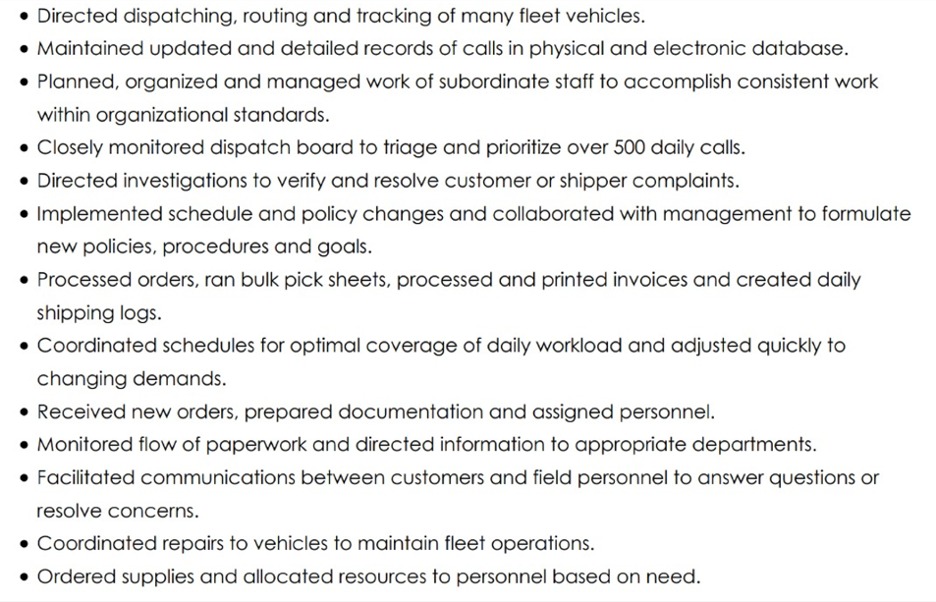 • Directed dispatching, routing and tracking of many fleet vehicles.
• Maintained updated and detailed records of calls in physical and electronic database.
• Planned, organized and managed work of subordinate staff to accomplish consistent work
within organizational standards.
• Closely monitored dispatch board to triage and prioritize over 500 daily calls.
• Directed investigations to verify and resolve customer or shipper complaints.
• Implemented schedule and policy changes and collaborated with management to formulate
new policies, procedures and goals.
• Processed orders, ran bulk pick sheets, processed and printed invoices and created daily
shipping logs.
• Coordinated schedules for optimal coverage of daily workload and adjusted quickly to
changing demands.
• Received new orders, prepared documentation and assigned personnel.
• Monitored flow of paperwork and directed information to appropriate departments.
• Facilitated communications between customers and field personnel to answer questions or
resolve concerns.
• Coordinated repairs to vehicles to maintain fleet operations.
• Ordered supplies and allocated resources to personnel based on need.